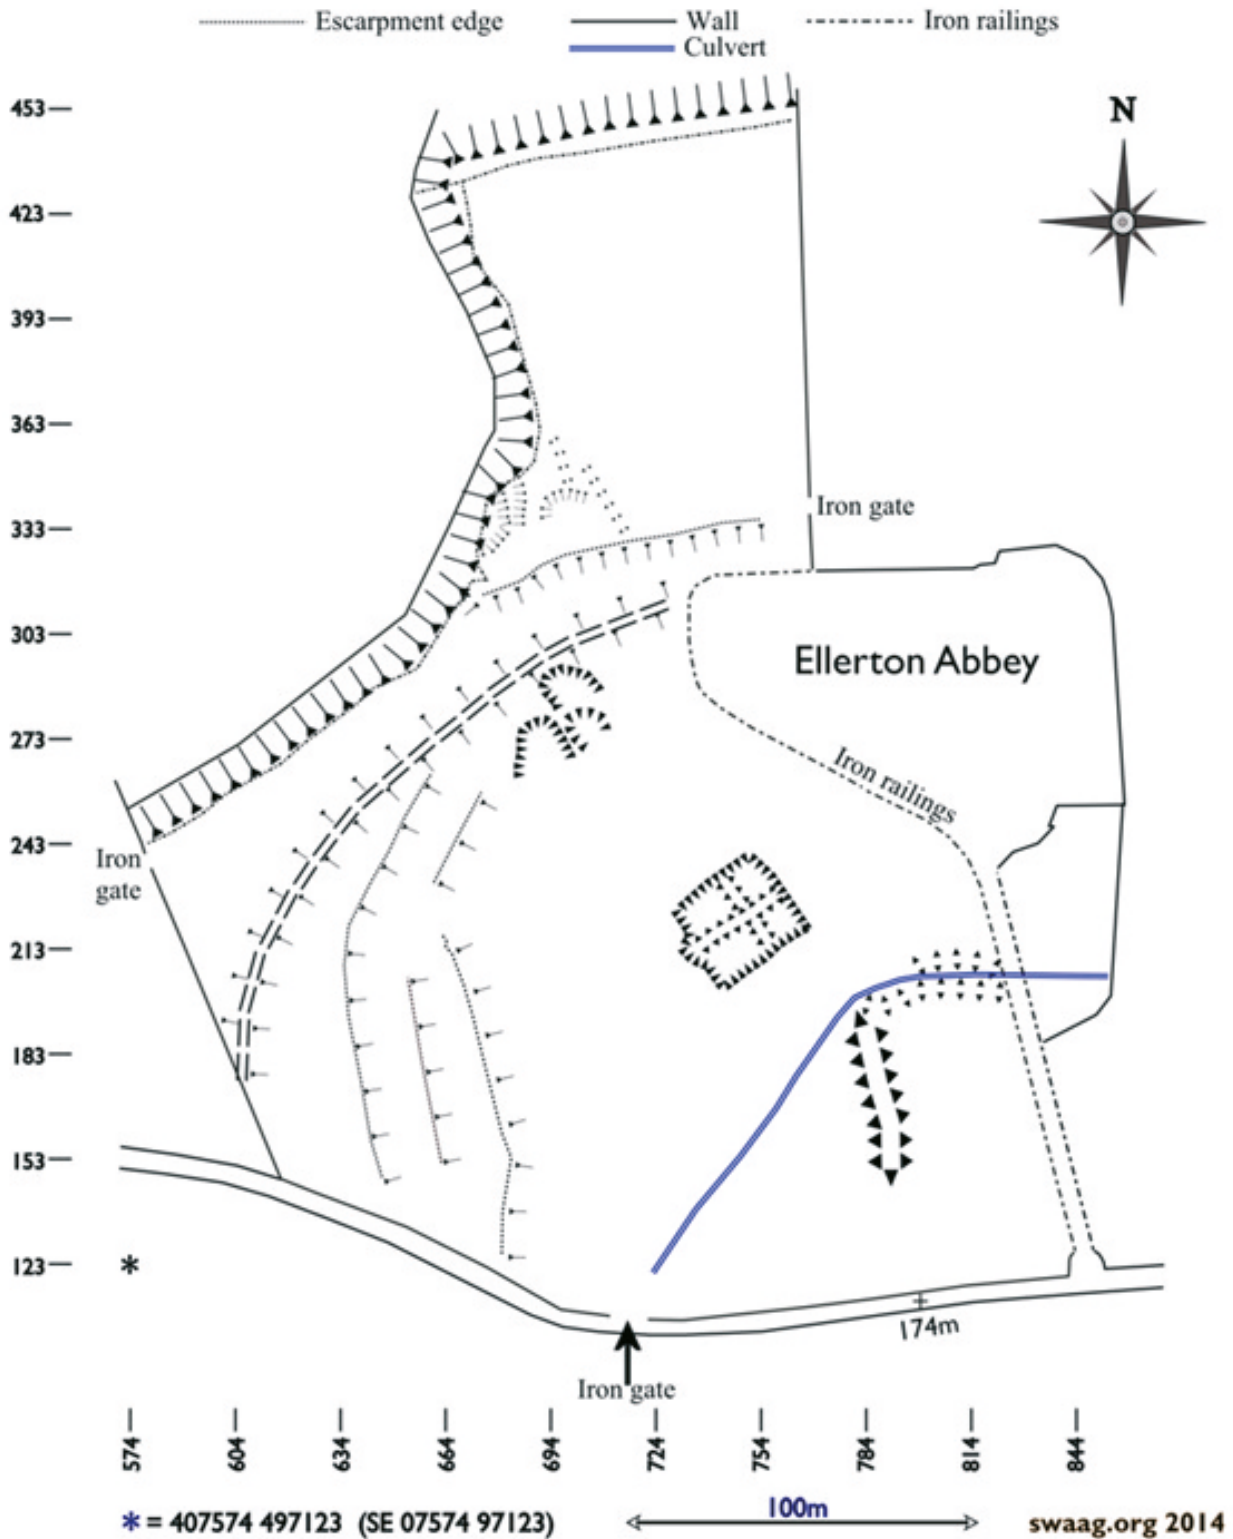 Escarpment edge
Wall
Iron railings
Culvert
453
N
423
393
363
Iron gate
333
303
Ellerton Abbey
273
Iron railings
243
Iron
gate
213
183
153
123
*
174m
Iron gate
574
604
634
664
694
724
754
784
814
844
* = 407574 497123 (SE 07574 97123)
100m
swaag.org 2014